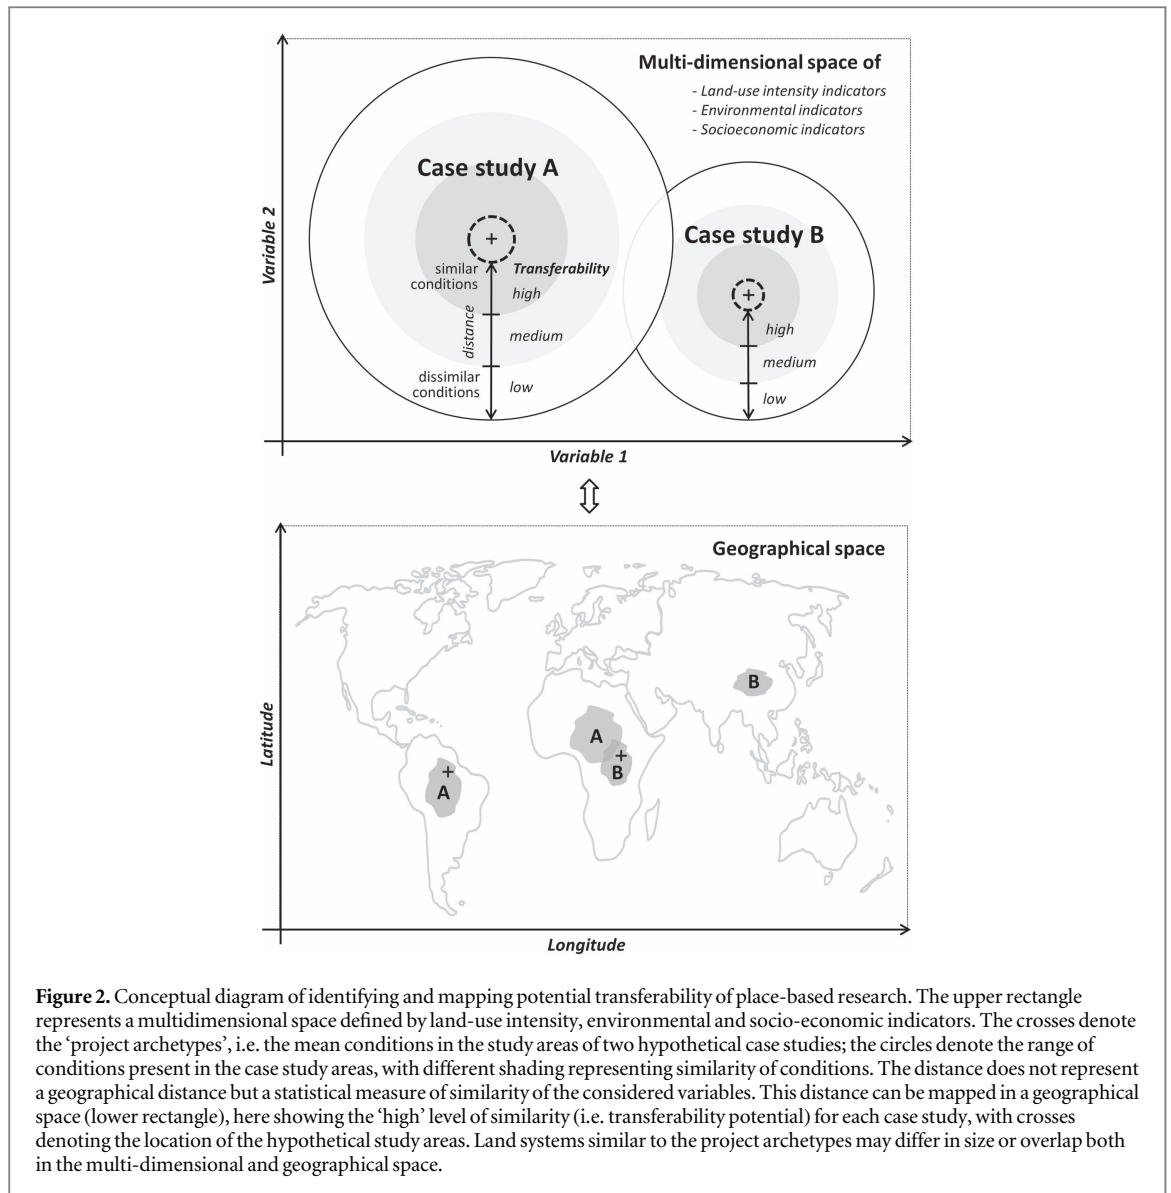 Multi-dimensional space of
- Land-use intensity indicators
- Environmental indicators
- Socioeconomic indicators
Case study A
Case study B
Variable 2
+
+
similar
conditions
Transferability
high
distance
medium
dissimilar
conditions
low
high
medium
low
Variable 1
Geographical space
Latitude
B
A
+
B
+
A
Longitude
Figure 2. Conceptual diagram of identifying and mapping potential transferability of place-based research. The upper rectangle
represents a multidimensional space defined by land-use intensity, environmental and socio-economic indicators. The crosses denote
the ‘project archetypes’, i.e. the mean conditions in the study areas of two hypothetical case studies; the circles denote the range of
conditions present in the case study areas, with different shading representing similarity of conditions. The distance does not represent
a geographical distance but a statistical measure of similarity of the considered variables. This distance can be mapped in a geographical
space (lower rectangle), here showing the ‘high’ level of similarity (i.e. transferability potential) for each case study, with crosses
denoting the location of the hypothetical study areas. Land systems similar to the project archetypes may differ in size or overlap both
in the multi-dimensional and geographical space.